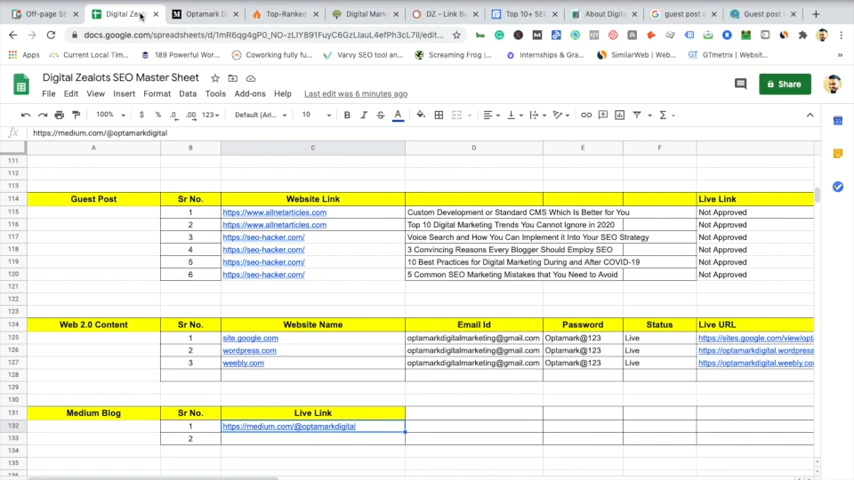 Off-page SE
Digital Zealo
Optamark D
Top-Ranked
Digital Mark
DZ - Link B
Top 10+ SEC
About Digita
guest post o
Guest post i
docs.google.com/spreadsheets/d/1mR6qg4gP0_NO-zLIY891FuyC6GzLIauL4efPh3cL7lI/edit...
Apps
Current Local Tim...
189 Powerful Wor...
Coworking fully fu...
Varvy SEO tool an...
Screaming Frog...
Internships & Gra...
SimilarWeb | Web...
GTmetrix | Websit...
Digital Zealots SEO Master Sheet
File Edit View Insert Format Data Tools Add-ons Help Last edit was 6 minutes ago
Share
100% $ % .0 .00 123 Default (Ari... 10 B I S A
fx https://medium.com/@optamarkdigital
A B C D E F
111
112
113
114 Guest Post Sr No. Website Link Live Link
115 1 https://www.allnetarticles.com Custom Development or Standard CMS Which Is Better for You Not Approved
116 2 https://www.allnetarticles.com Top 10 Digital Marketing Trends You Cannot Ignore in 2020 Not Approved
117 3 https://seo-hacker.com/ Voice Search and How You Can Implement it Into Your SEO Strategy Not Approved
118 4 https://seo-hacker.com/ 3 Convincing Reasons Every Blogger Should Employ SEO Not Approved
119 5 https://seo-hacker.com/ 10 Best Practices for Digital Marketing During and After COVID-19 Not Approved
120 6 https://seo-hacker.com/ 5 Common SEO Marketing Mistakes that You Need to Avoid Not Approved
121
122
123
124 Web 2.0 Content Sr No. Website Name Email Id Password Status Live URL
125 1 site.google.com optamarkdigitalmarketing@gmail.com Optamark@123 Live https://sites.google.com/view/opt
126 2 wordpress.com optamarkdigitalmarketing@gmail.com Optamark@123 Live https://optamarkdigital.wordpress
127 3 weebly.com optamarkdigitalmarketing@gmail.com Optamark@123 Live https://optamarkdigital.weebly.co
128
129
130
131 Medium Blog Sr No. Live Link
132 1 https://medium.com/@optamarkdigital
133 2
134
135